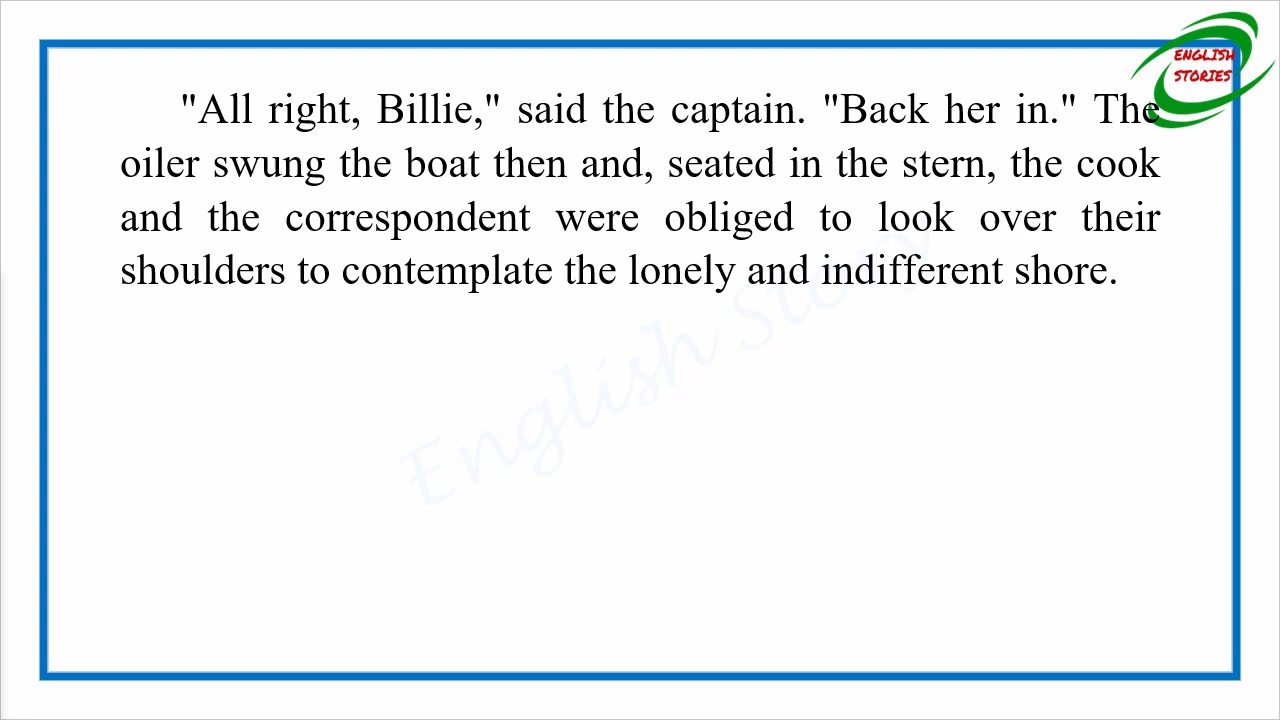 ENGLISH
STORIES
"All right, Billie," said the captain. "Back her in." The
oiler swung the boat then and, seated in the stern, the cook
and the correspondent were obliged to look over their
shoulders to contemplate the lonely and indifferent shore.
English Story